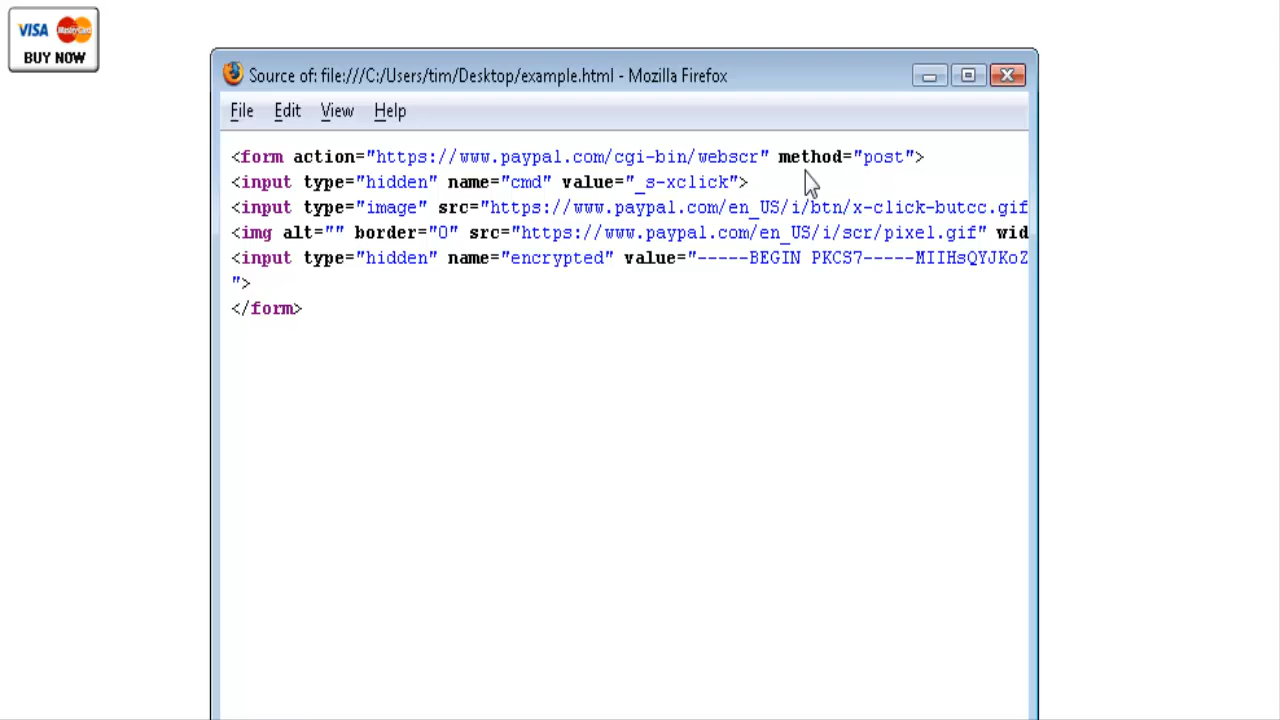 VISA MasterCard
BUY NOW
Source of: file:///C:/Users/tim/Desktop/example.html - Mozilla Firefox
File Edit View Help
<form action="https://www.paypal.com/cgi-bin/webscr" method="post">
<input type="hidden" name="cmd" value="_s-xclick">
<input type="image" src="https://www.paypal.com/en_US/i/btn/x-click-butcc.gif
<img alt="" border="0" src="https://www.paypal.com/en_US/i/scr/pixel.gif" wid
<input type="hidden" name="encrypted" value="-----BEGIN PKCS7-----MIIHsQYJKoZ
">
</form>